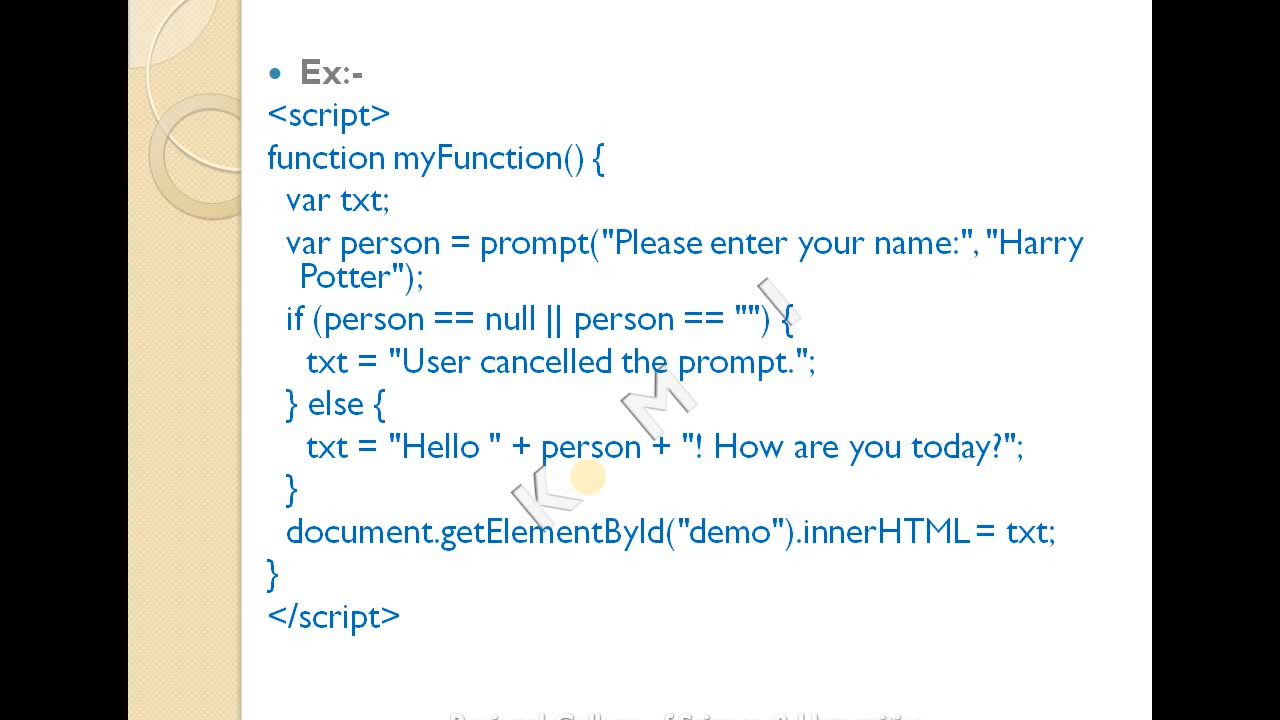 Ex:-
<script>
function myFunction() {
var txt;
var person = prompt("Please enter your name:", "Harry
Potter");
if (person == null || person == "") {
txt = "User cancelled the prompt.";
} else {
txt = "Hello " + person + "! How are you today?";
}
document.getElementById("demo").innerHTML = txt;
}
</script>
K M I